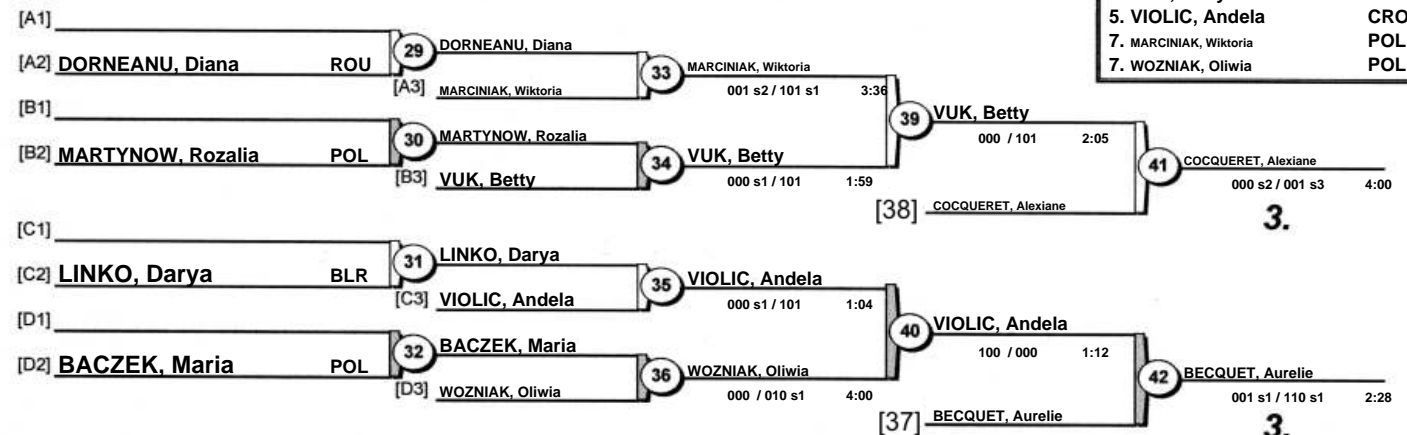 5. VIOLIC, Andela CRO
7. MARCINIAK, Wiktoria POL
7. WOZNIAK, Oliwia POL
[A1]
[A2] DORNEANU, Diana ROU
29
DORNEANU, Diana
[A3] MARCINIAK, Wiktoria
33
MARCINIAK, Wiktoria
001 s2 / 101 s1 3:36
[B1]
[B2] MARTYNOW, Rozalia POL
30
MARTYNOW, Rozalia
[B3] VUK, Betty
34
VUK, Betty
000 s1 / 101 1:59
39
VUK, Betty
000 / 101 2:05
[38] COCQUERET, Alexiane
41
COCQUERET, Alexiane
000 s2 / 001 s3 4:00
3.
[C1]
[C2] LINKO, Darya BLR
31
LINKO, Darya
[C3] VIOLIC, Andela
35
VIOLIC, Andela
000 s1 / 101 1:04
[D1]
[D2] BACZEK, Maria POL
32
BACZEK, Maria
[D3] WOZNIAK, Oliwia
36
WOZNIAK, Oliwia
000 / 010 s1 4:00
40
VIOLIC, Andela
100 / 000 1:12
[37] BECQUET, Aurelie
42
BECQUET, Aurelie
001 s1 / 110 s1 2:28
3.